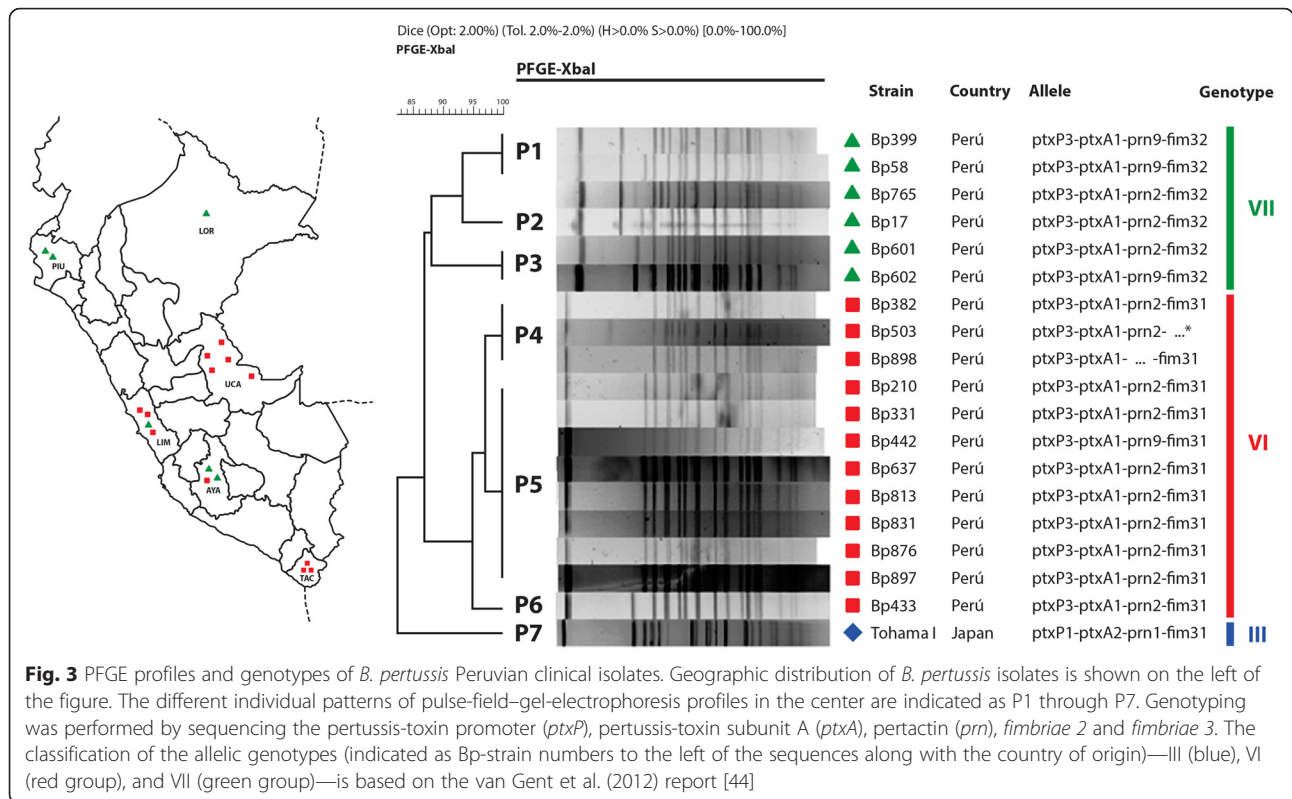 Dice (Opt: 2.00%) (Tol. 2.0%-2.0%) (H>0.0% S>0.0%) [0.0%-100.0%]
PFGE-XbaI
PFGE-XbaI
85 90 95 100
Strain Country Allele Genotype
P1
P2
P3
P4
P5
P6
P7
Bp399 Perú ptxP3-ptxA1-prn9-fim32
Bp58 Perú ptxP3-ptxA1-prn9-fim32
Bp765 Perú ptxP3-ptxA1-prn2-fim32
Bp17 Perú ptxP3-ptxA1-prn2-fim32
Bp601 Perú ptxP3-ptxA1-prn2-fim32
Bp602 Perú ptxP3-ptxA1-prn9-fim32
Bp382 Perú ptxP3-ptxA1-prn2-fim31
Bp503 Perú ptxP3-ptxA1-prn2- ...*
Bp898 Perú ptxP3-ptxA1- ... -fim31
Bp210 Perú ptxP3-ptxA1-prn2-fim31
Bp331 Perú ptxP3-ptxA1-prn2-fim31
Bp442 Perú ptxP3-ptxA1-prn9-fim31
Bp637 Perú ptxP3-ptxA1-prn2-fim31
Bp813 Perú ptxP3-ptxA1-prn2-fim31
Bp831 Perú ptxP3-ptxA1-prn2-fim31
Bp876 Perú ptxP3-ptxA1-prn2-fim31
Bp897 Perú ptxP3-ptxA1-prn2-fim31
Bp433 Perú ptxP3-ptxA1-prn2-fim31
Tohama I Japan ptxP1-ptxA2-prn1-fim31
VII
VI
III
LOR
PIU
UCA
LIM
AYA
TAC
Fig. 3 PFGE profiles and genotypes of B. pertussis Peruvian clinical isolates. Geographic distribution of B. pertussis isolates is shown on the left of
the figure. The different individual patterns of pulse-field–gel-electrophoresis profiles in the center are indicated as P1 through P7. Genotyping
was performed by sequencing the pertussis-toxin promoter (ptxP), pertussis-toxin subunit A (ptxA), pertactin (prn), fimbriae 2 and fimbriae 3. The
classification of the allelic genotypes (indicated as Bp-strain numbers to the left of the sequences along with the country of origin)—III (blue), VI
(red group), and VII (green group)—is based on the van Gent et al. (2012) report [44]